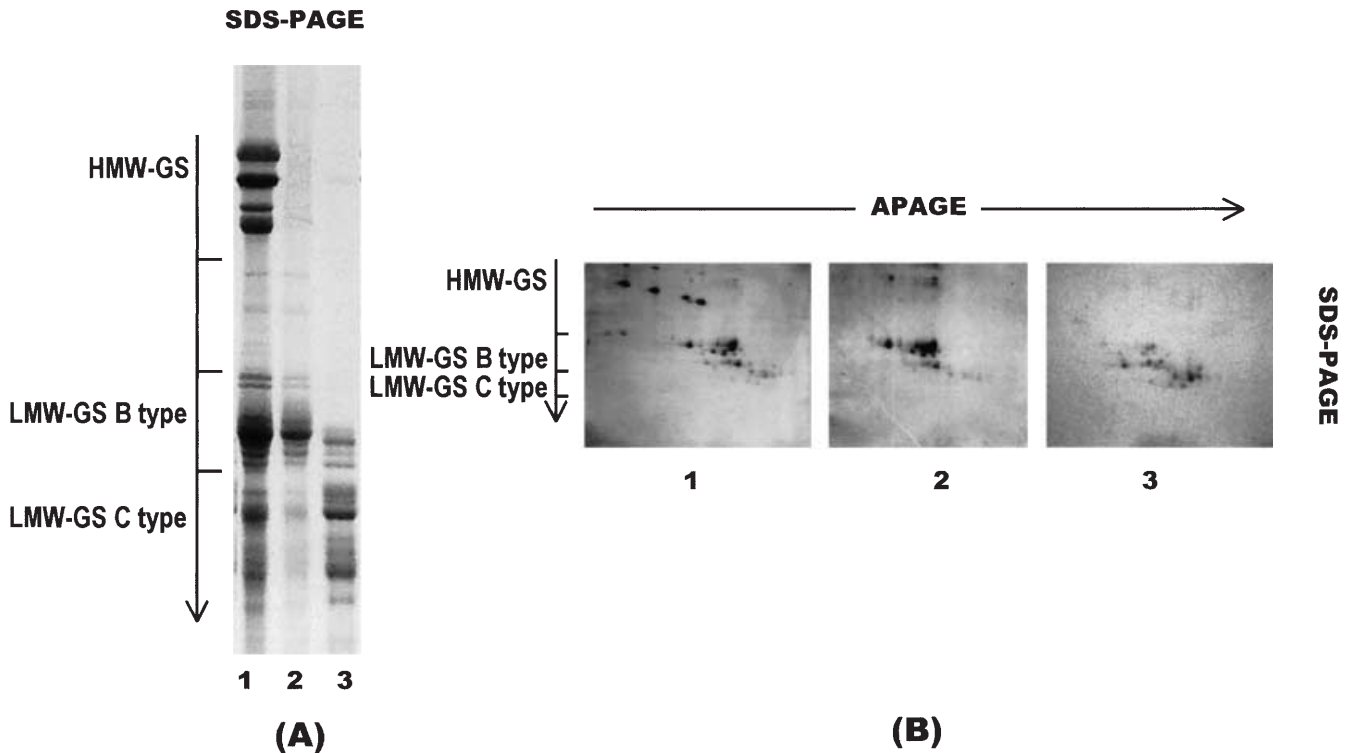 SDS-PAGE
HMW-GS
LMW-GS B type
LMW-GS C type
1 2 3
(A)
APAGE
HMW-GS
LMW-GS B type
LMW-GS C type
SDS-PAGE
1 2 3
(B)